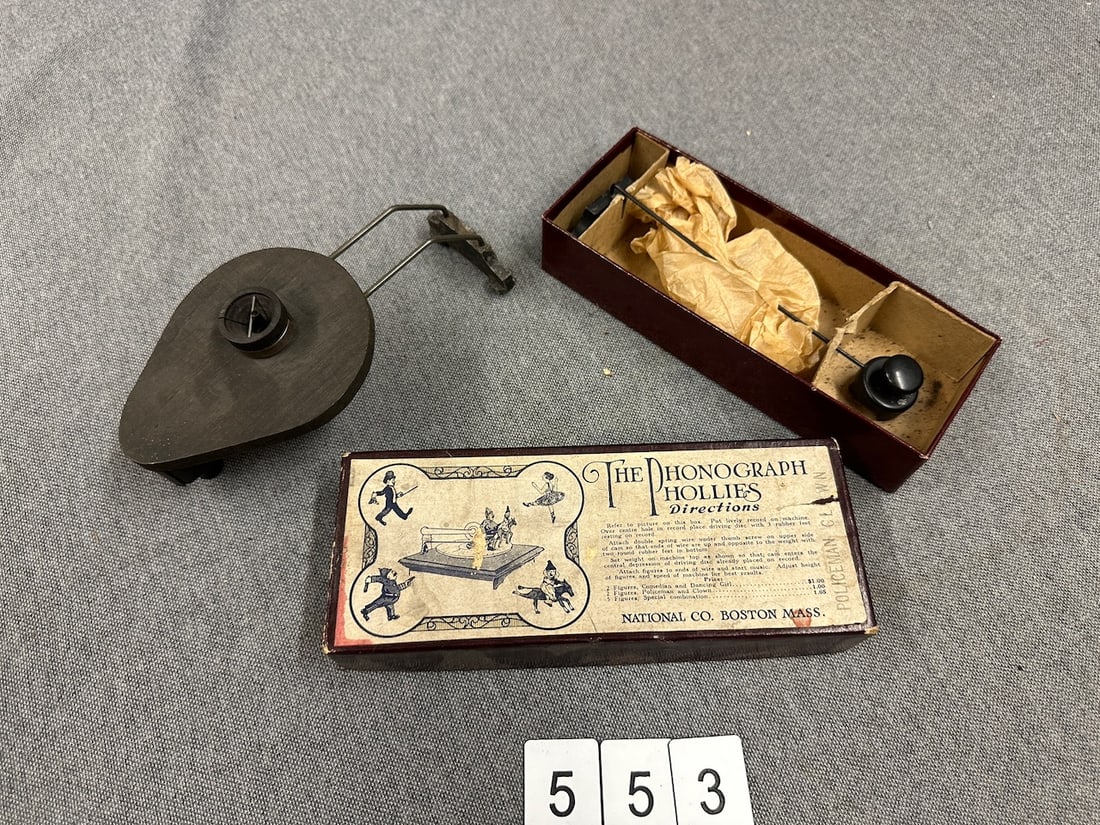 THE PHONOGRAPH
PHOLLIES
Directions
Refer to picture on this box. Put lively record on machine.
Over centre hole in record place driving disc with 3 rubber feet
resting on record.
Attach double spring wire under thumb screw on upper side
of cam so that ends of wire are up and opposite to the weight with
two round rubber feet in bottom.
Set weight on machine top as shown so that cam enters the
central depression of driving disc already placed on record.
Attach figures to ends of wire and start music. Adjust height
of figures, and speed of machine for best results.
Price:
2 Figures, Comedian and Dancing Girl $1.00
2 Figures, Policeman and Clown 1.00
Figures, Special combination 1.65
NATIONAL CO. BOSTON MASS.
POLICEMAN
5 5 3